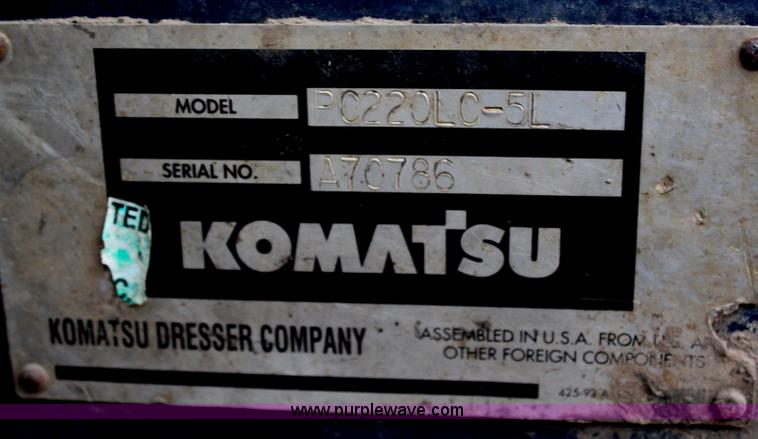 MODEL PC220LC-5L
SERIAL NO. A70786
TED
KOMATSU
KOMATSU DRESSER COMPANY
ASSEMBLED IN U.S.A. FROM U.S. A
OTHER FOREIGN COMPONENTS
www.purplewave.com